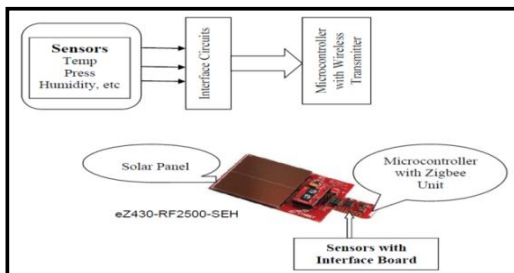 Sensors
Temp
Press
Humidity, etc
Interface Circuits
Microcontroller
with Wireless
Transmitter
Solar Panel
Microcontroller
with Zigbee
Unit
eZ430-RF2500-SEH
Sensors with
Interface Board